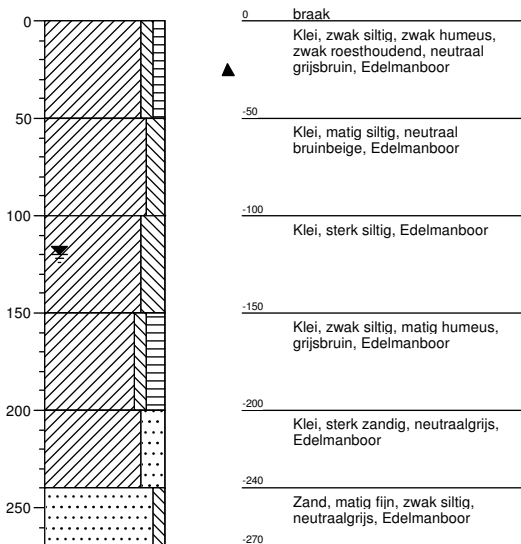 0
50
100
150
200
250
0
braak
Klei, zwak siltig, zwak humeus,
zwak roesthoudend, neutraal
grijsbruin, Edelmanboor
-50
Klei, matig siltig, neutraal
bruinbeige, Edelmanboor
-100
Klei, sterk siltig, Edelmanboor
-150
Klei, zwak siltig, matig humeus,
grijsbruin, Edelmanboor
-200
Klei, sterk zandig, neutraalgrijs,
Edelmanboor
-240
Zand, matig fijn, zwak siltig,
neutraalgrijs, Edelmanboor
-270